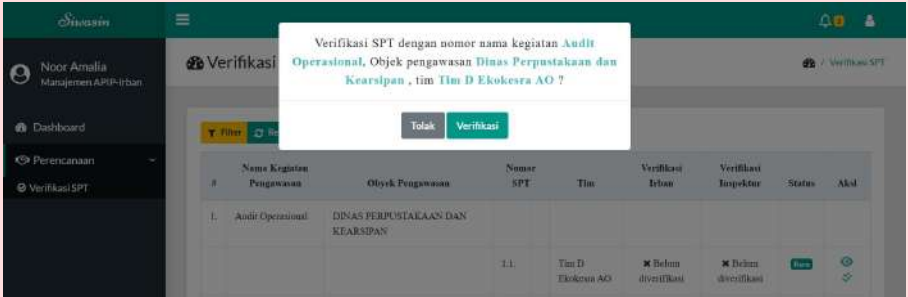 Siwasin
2
Noor Amalia
Manajemen APIP-Irban
Dashboard
Perencanaan
Verifikasi SPT
Verifikasi
/ Verifikasi SPT
Verifikasi SPT dengan nomor nama kegiatan Audit
Operasional, Objek pengawasan Dinas Perpustakaan dan
Kearsipan , tim Tim D Ekokesra AO ?
Tolak Verifikasi
Filter Re
# Nama Kegiatan Pengawasan Obyek Pengawasan Nomor SPT Tim Verifikasi Irban Verifikasi Inspektur Status Aksi
1. Audit Operasional DINAS PERPUSTAKAAN DAN
KEARSIPAN
1.1. Tim D Belum Belum Baru
Ekokesra AO diverifikasi diverifikasi